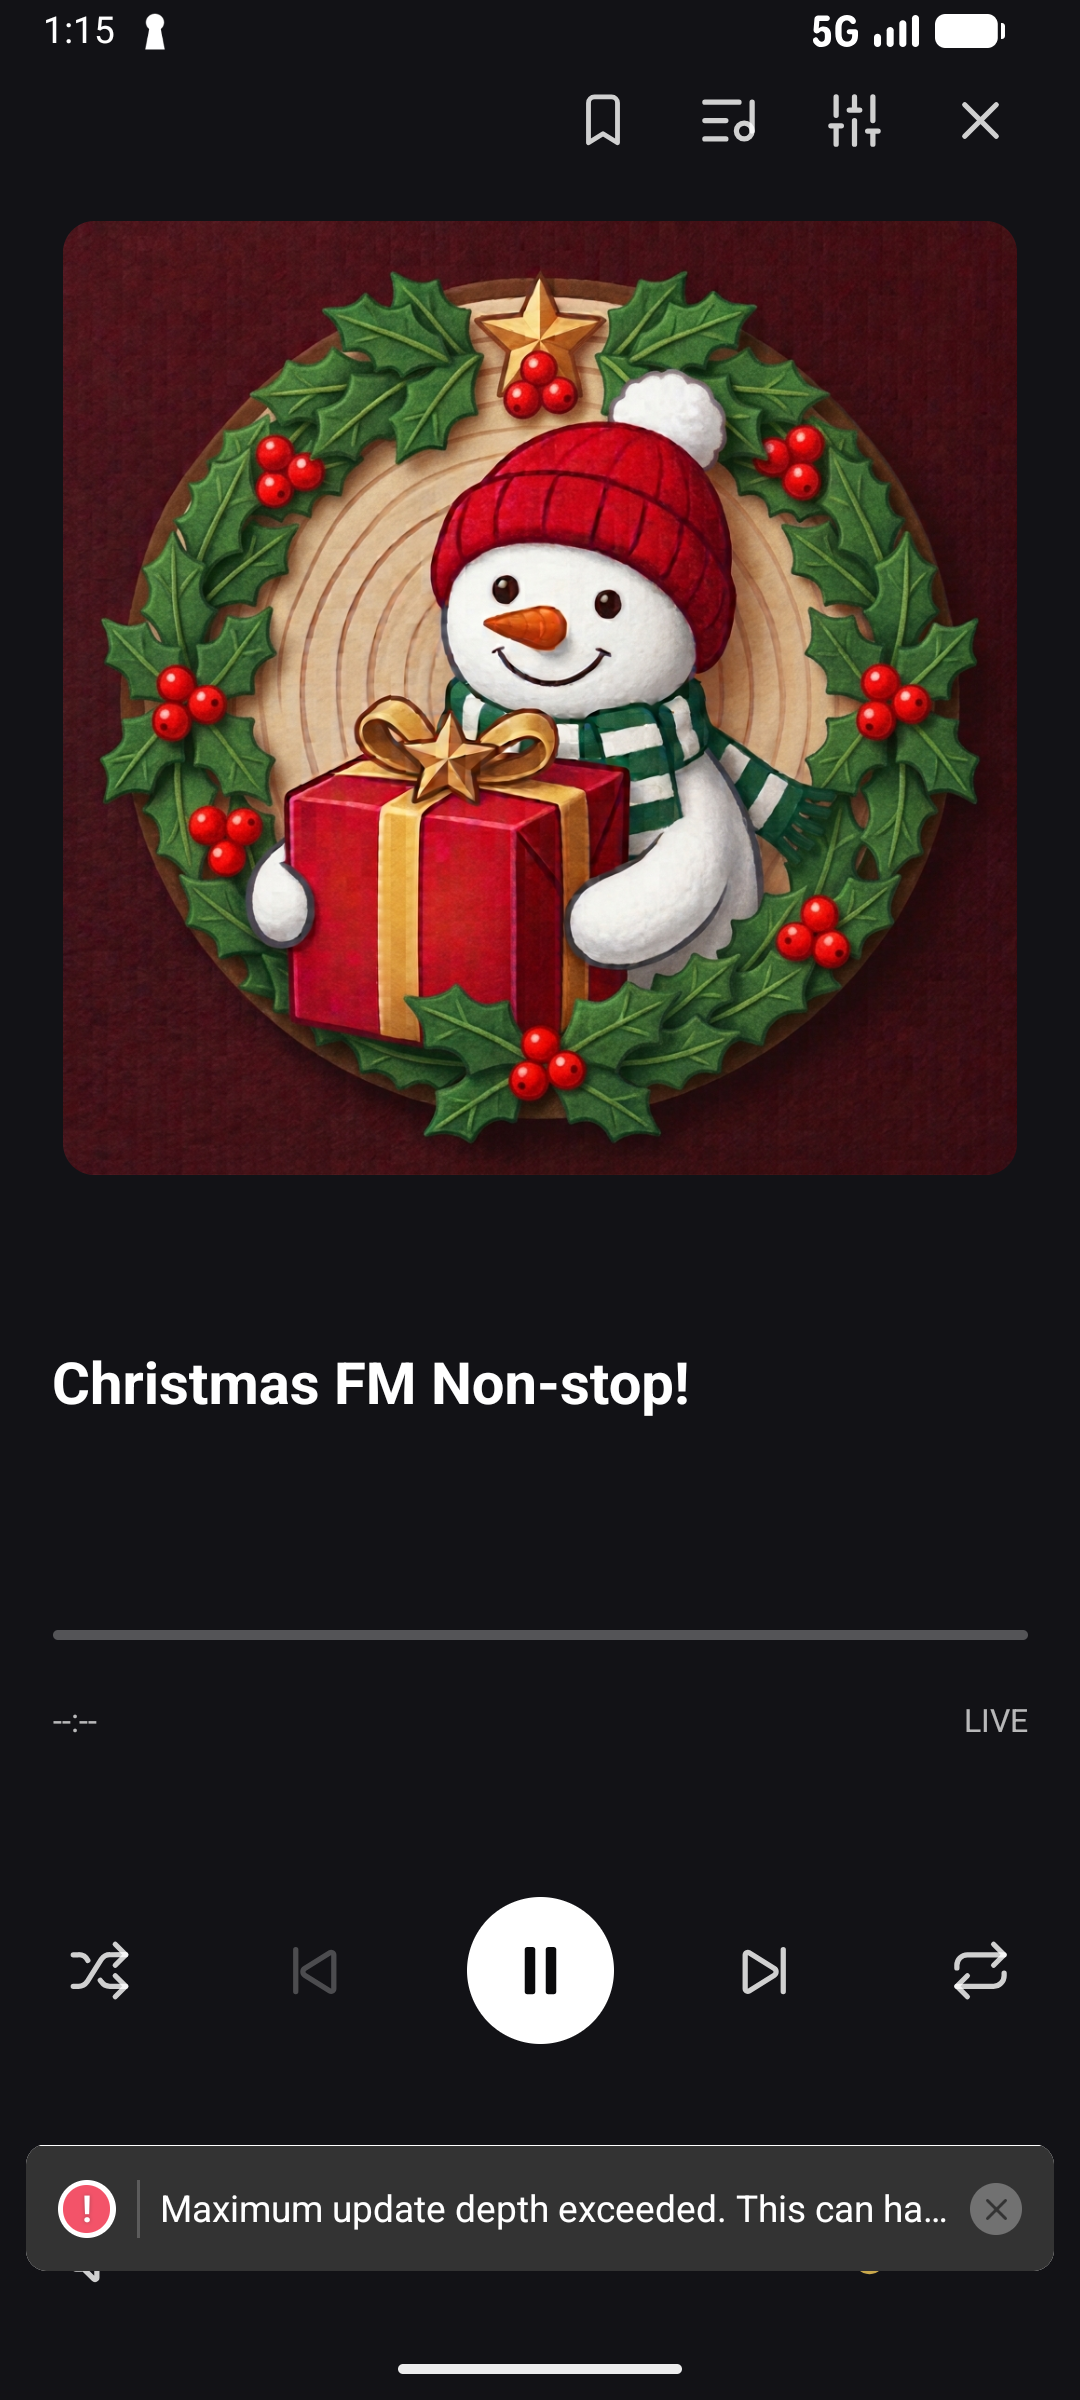 1:15
5G
Christmas FM Non-stop!
--:--
LIVE
Maximum update depth exceeded. This can ha...